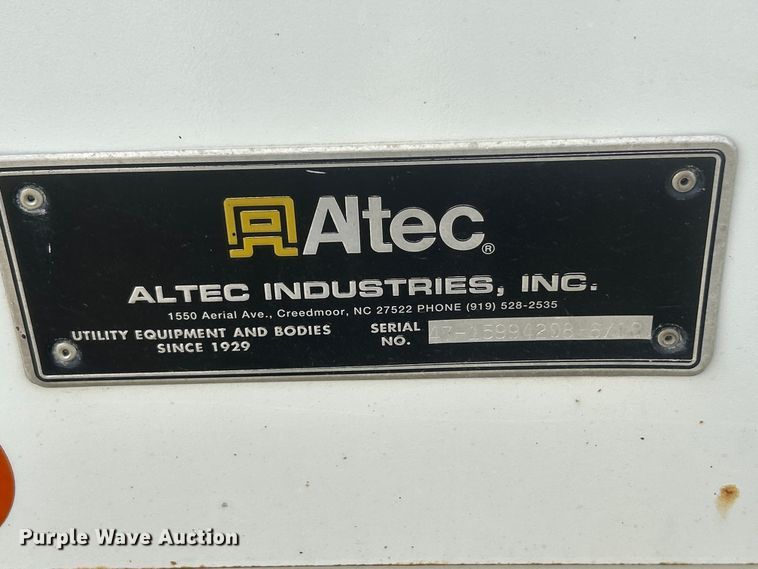 Altec®
ALTEC INDUSTRIES, INC.
1550 Aerial Ave., Creedmoor, NC 27522 PHONE (919) 528-2535
UTILITY EQUIPMENT AND BODIES
SINCE 1929
SERIAL
NO.
Purple Wave Auction